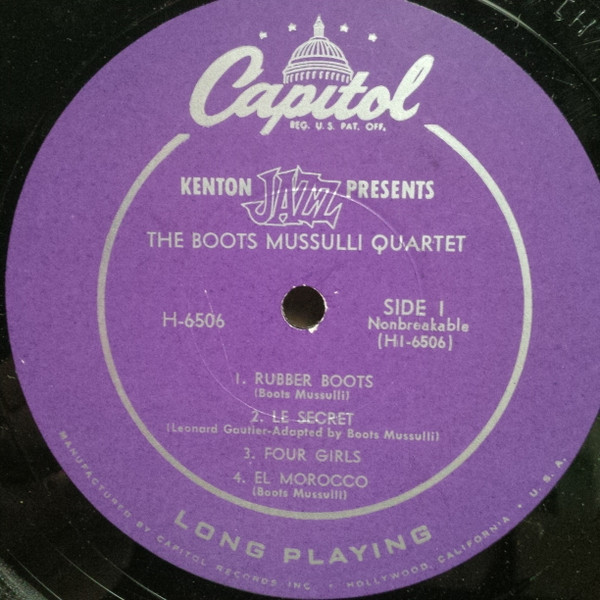 Capitol
REG. U.S. PAT. OFF.
KENTON JAZZ PRESENTS
THE BOOTS MUSSULLI QUARTET
H-6506
SIDE 1
Nonbreakable
(H1-6506)
1. RUBBER BOOTS
(Boots Mussulli)
2. LE SECRET
(Leonard Gautier-Adapted by Boots Mussulli)
3. FOUR GIRLS
4. EL MOROCCO
(Boots Mussulli)
LONG PLAYING
MANUFACTURED BY CAPITOL RECORDS INC. • HOLLYWOOD, CALIFORNIA • U.S.A.